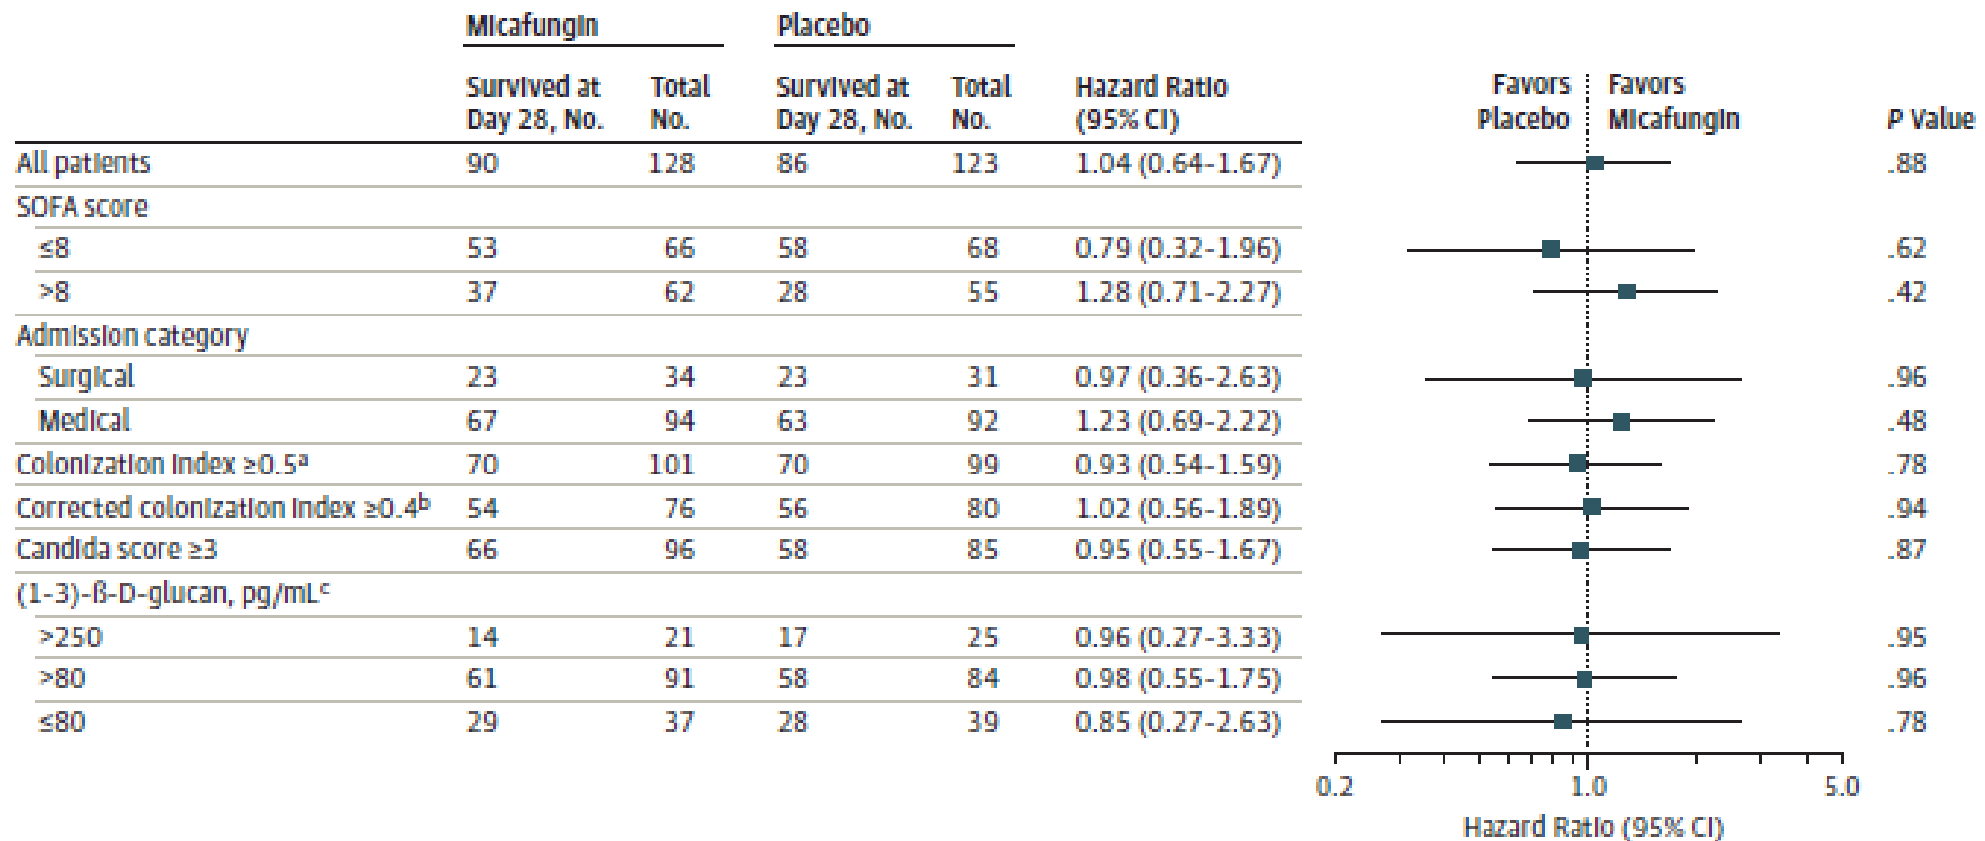 Micafungin Placebo
Survived at Total Survived at Total Hazard Ratio Favors Favors
Day 28, No. No. Day 28, No. No. (95% CI) Placebo Micafungin P Value
All patients 90 128 86 123 1.04 (0.64-1.67) .88
SOFA score
≤8 53 66 58 68 0.79 (0.32-1.96) .62
>8 37 62 28 55 1.28 (0.71-2.27) .42
Admission category
Surgical 23 34 23 31 0.97 (0.36-2.63) .96
Medical 67 94 63 92 1.23 (0.69-2.22) .48
Colonization index ≥0.5ᵃ 70 101 70 99 0.93 (0.54-1.59) .78
Corrected colonization index ≥0.4ᵇ 54 76 56 80 1.02 (0.56-1.89) .94
Candida score ≥3 66 96 58 85 0.95 (0.55-1.67) .87
(1-3)-ß-D-glucan, pg/mLᶜ
>250 14 21 17 25 0.96 (0.27-3.33) .95
>80 61 91 58 84 0.98 (0.55-1.75) .96
≤80 29 37 28 39 0.85 (0.27-2.63) .78
0.2 1.0 5.0
Hazard Ratio (95% CI)